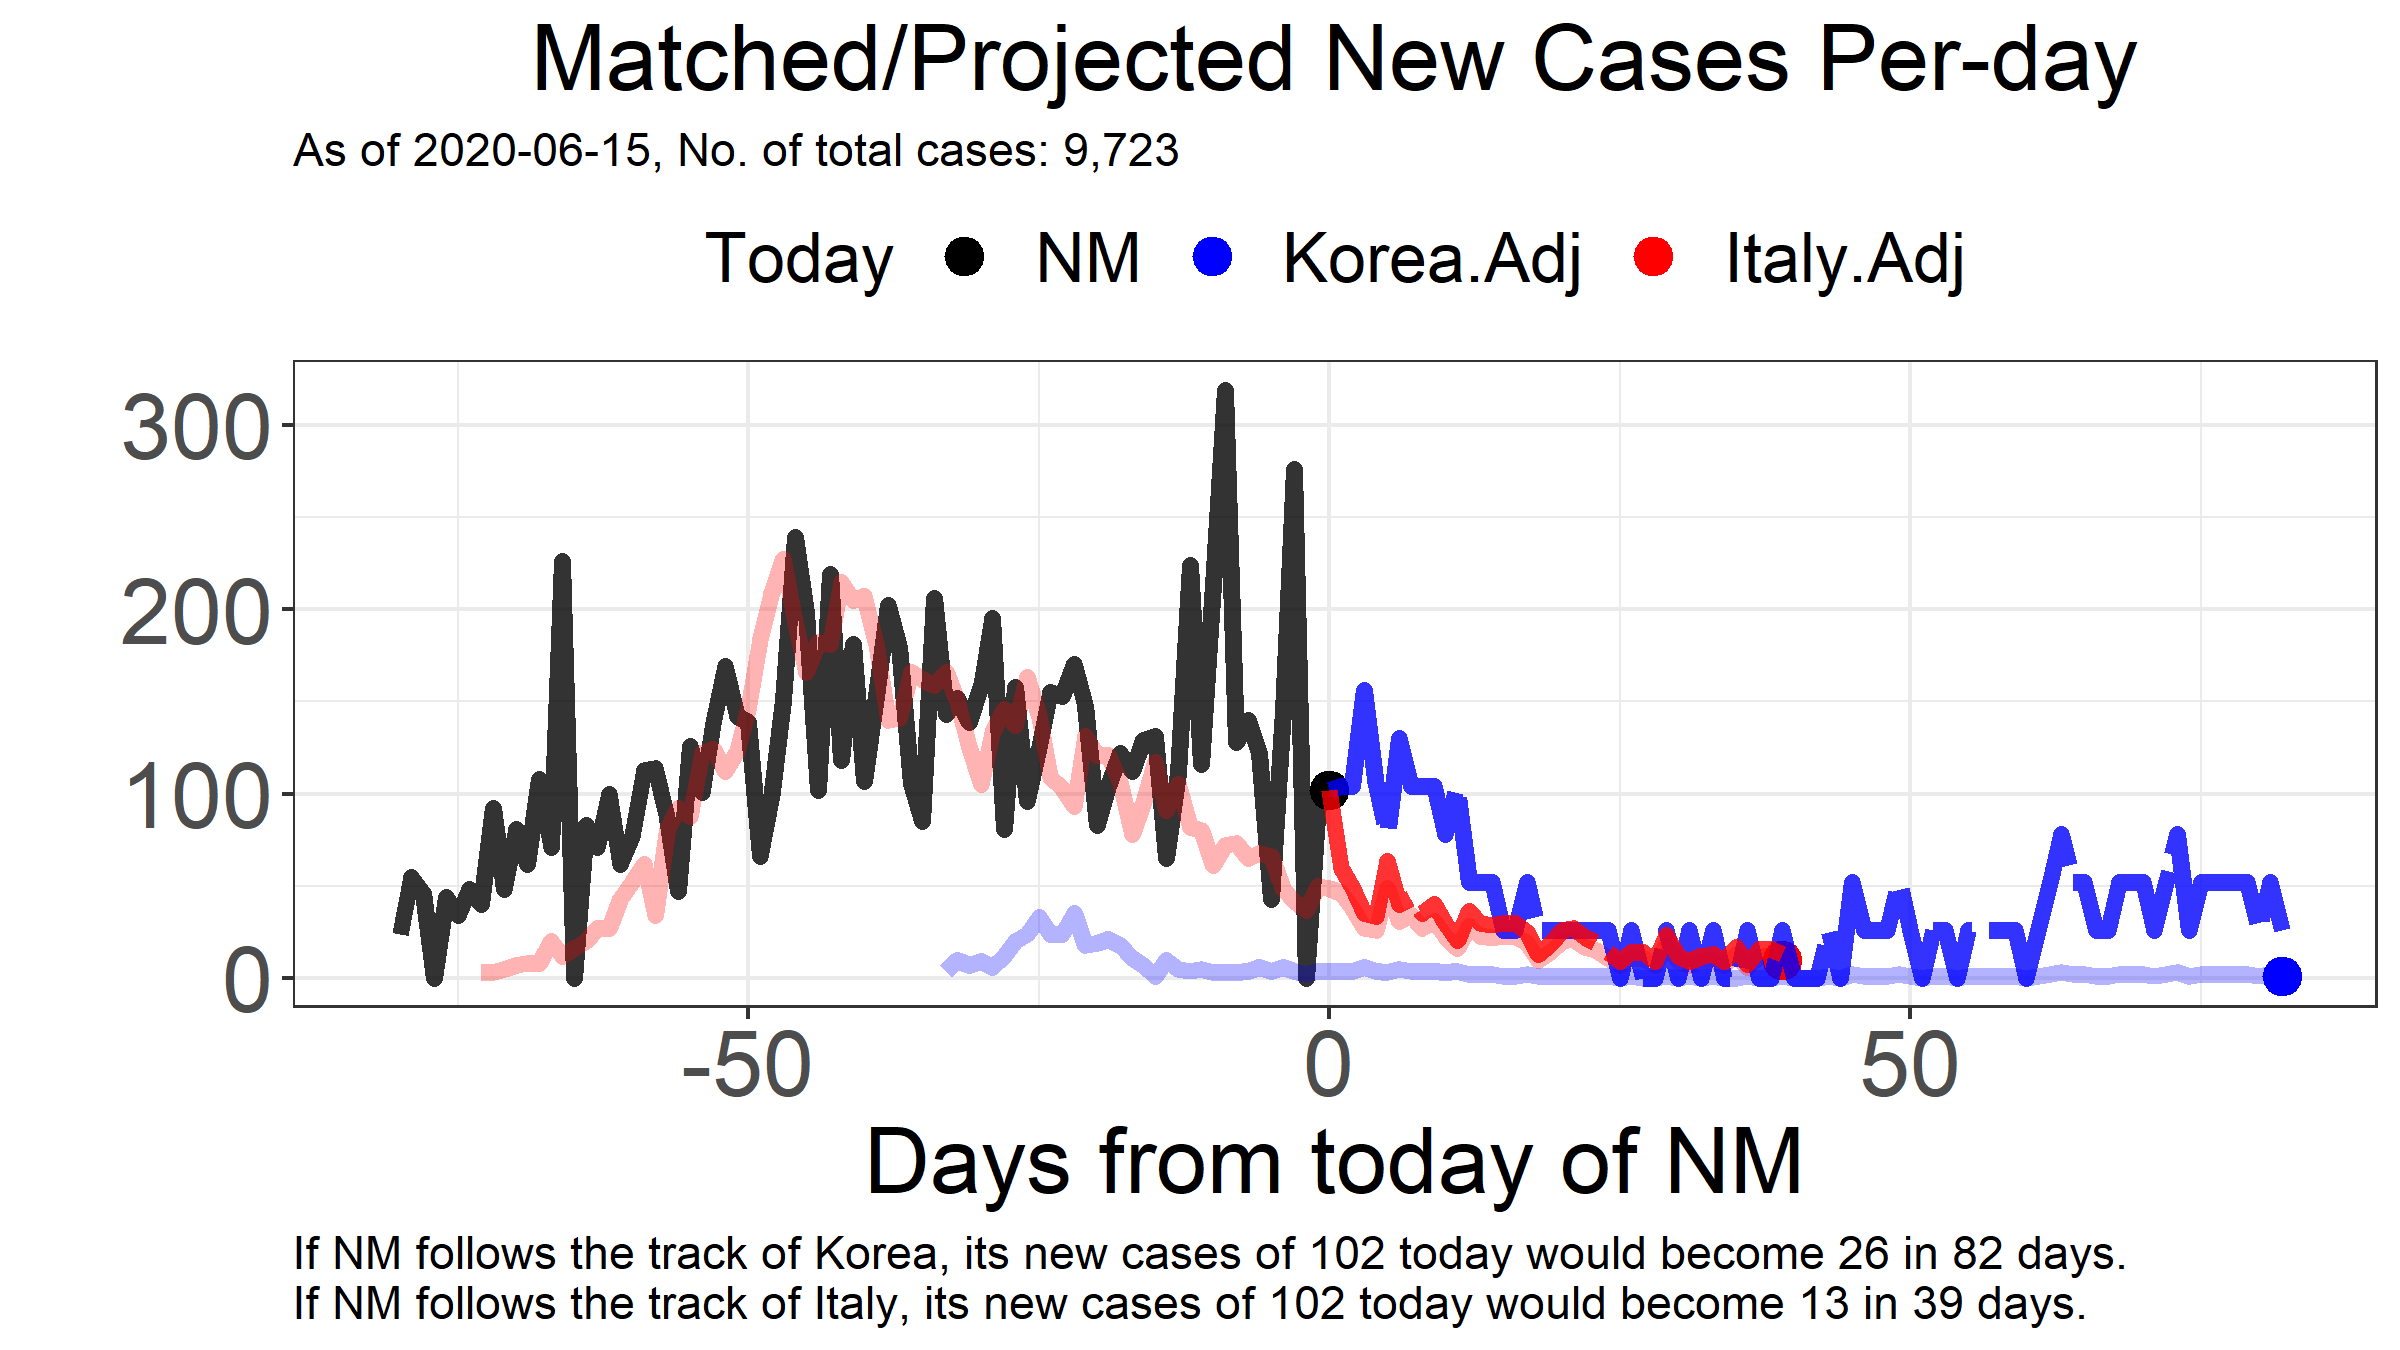 Matched/Projected New Cases Per-day
As of 2020-06-15, No. of total cases: 9,723
Today NM Korea.Adj Italy.Adj
300
200
100
0
-50 0 50
Days from today of NM
If NM follows the track of Korea, its new cases of 102 today would become 26 in 82 days.
If NM follows the track of Italy, its new cases of 102 today would become 13 in 39 days.